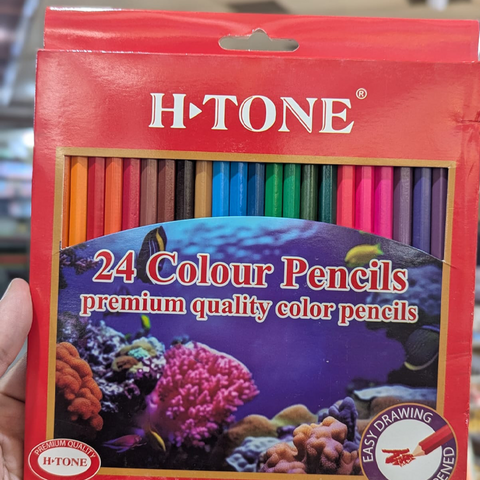 H▸TONE®
24 Colour Pencils
premium quality color pencils
EASY DRAWING
PREMIUM QUALITY
H▸TONE